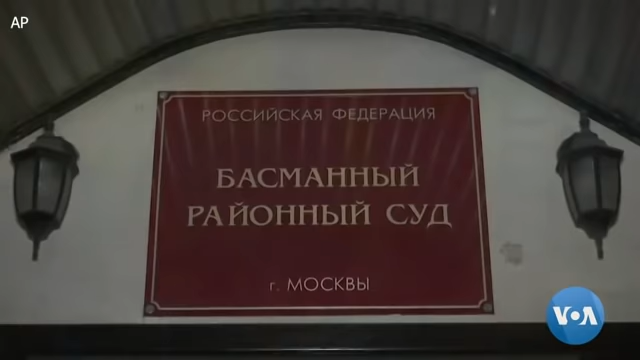 AP
РОССИЙСКАЯ ФЕДЕРАЦИЯ
БАСМАННЫЙ
РАЙОННЫЙ СУД
г. МОСКВЫ
VOA